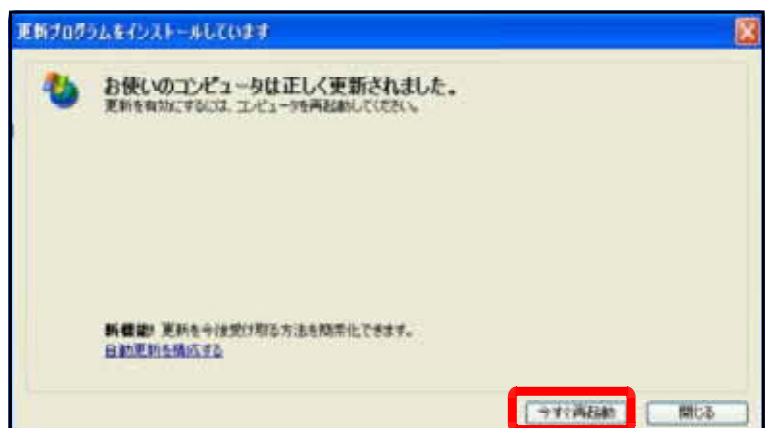 更新プログラムをインストールしています
お使いのコンピュータは正しく更新されました。
更新を有効にするには、コンピュータを再起動してください。
新機能! 更新を今後受け取る方法を簡素化できます。
自動更新を構成する
今すぐ再起動
閉じる